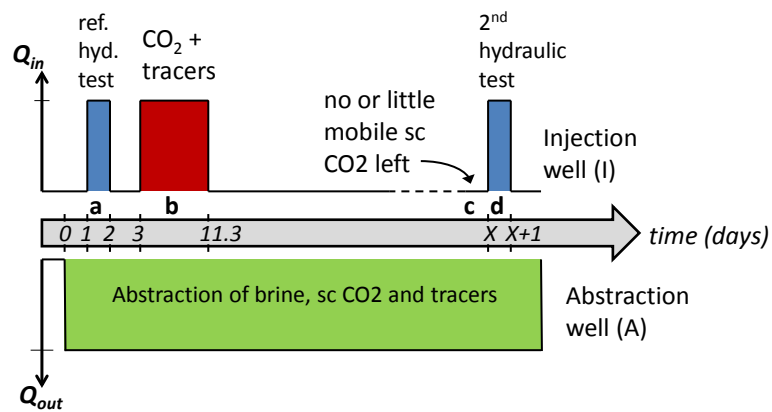 ref.
hyd.
test
CO2 +
tracers
2nd
hydraulic
test
Qin
no or little
mobile sc
CO2 left
Injection
well (I)
a b c d
0 1 2 3 11.3 X X+1
time (days)
Abstraction of brine, sc CO2 and tracers
Abstraction
well (A)
Qout